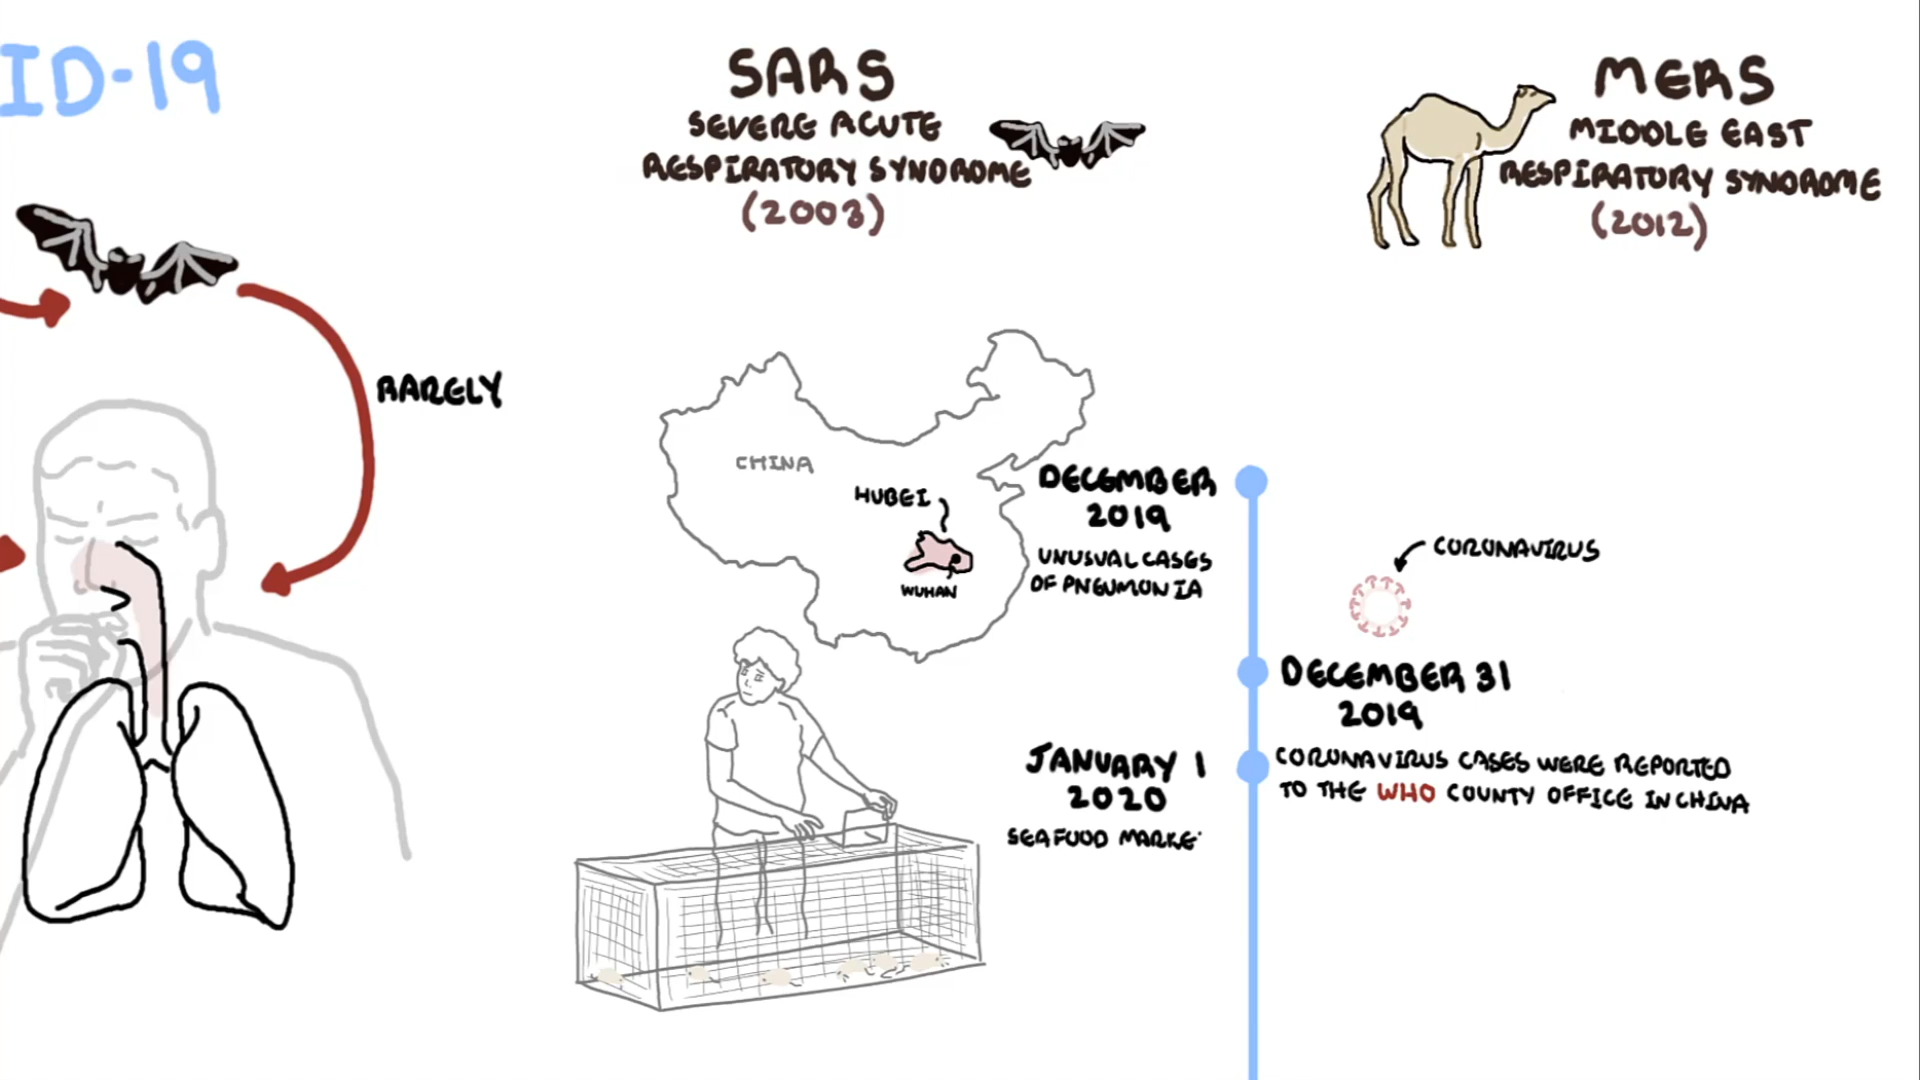 ID-19
SARS
SEVERE ACUTE
RESPIRATORY SYNDROME
(2003)
MERS
MIDDLE EAST
RESPIRATORY SYNDROME
(2012)
RARELY
CHINA
HUBEI
WUHAN
DECEMBER
2019
UNUSUAL CASES
OF PNEUMONIA
CORONAVIRUS
DECEMBER 31
2019
CORONAVIRUS CASES WERE REPORTED
TO THE WHO COUNTY OFFICE IN CHINA
JANUARY 1
2020
SEAFOOD MARKE